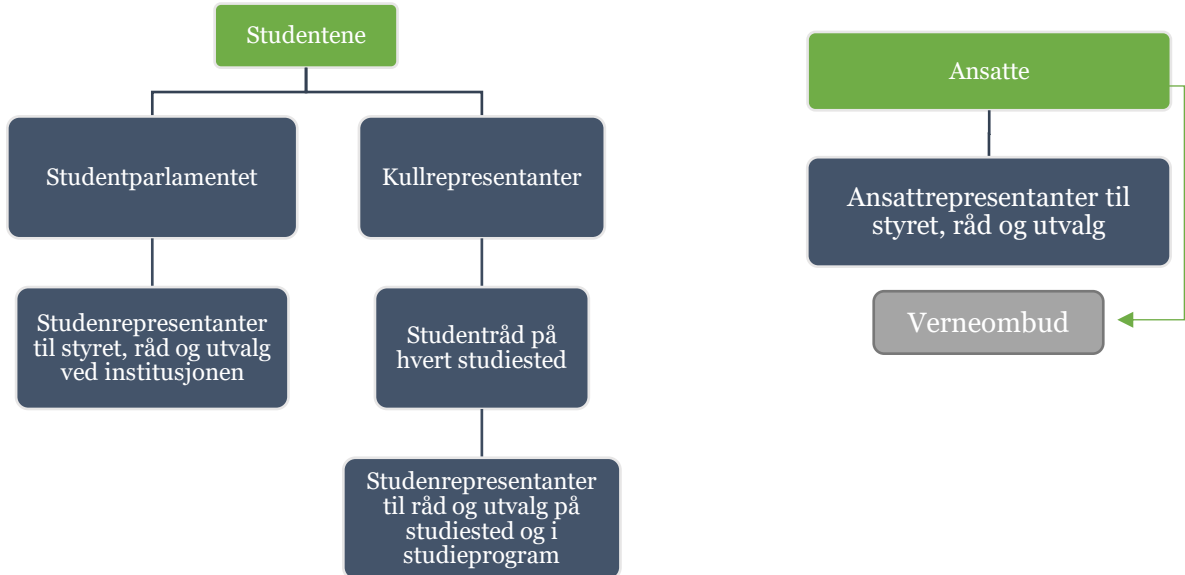 Studentene
Studentparlamentet
Kullrepresentanter
Studenrepresentanter
til styret, råd og utvalg
ved institusjonen
Studentråd på
hvert studiested
Studenrepresentanter
til råd og utvalg på
studiested og i
studieprogram
Ansatte
Ansattrepresentanter til
styret, råd og utvalg
Verneombud